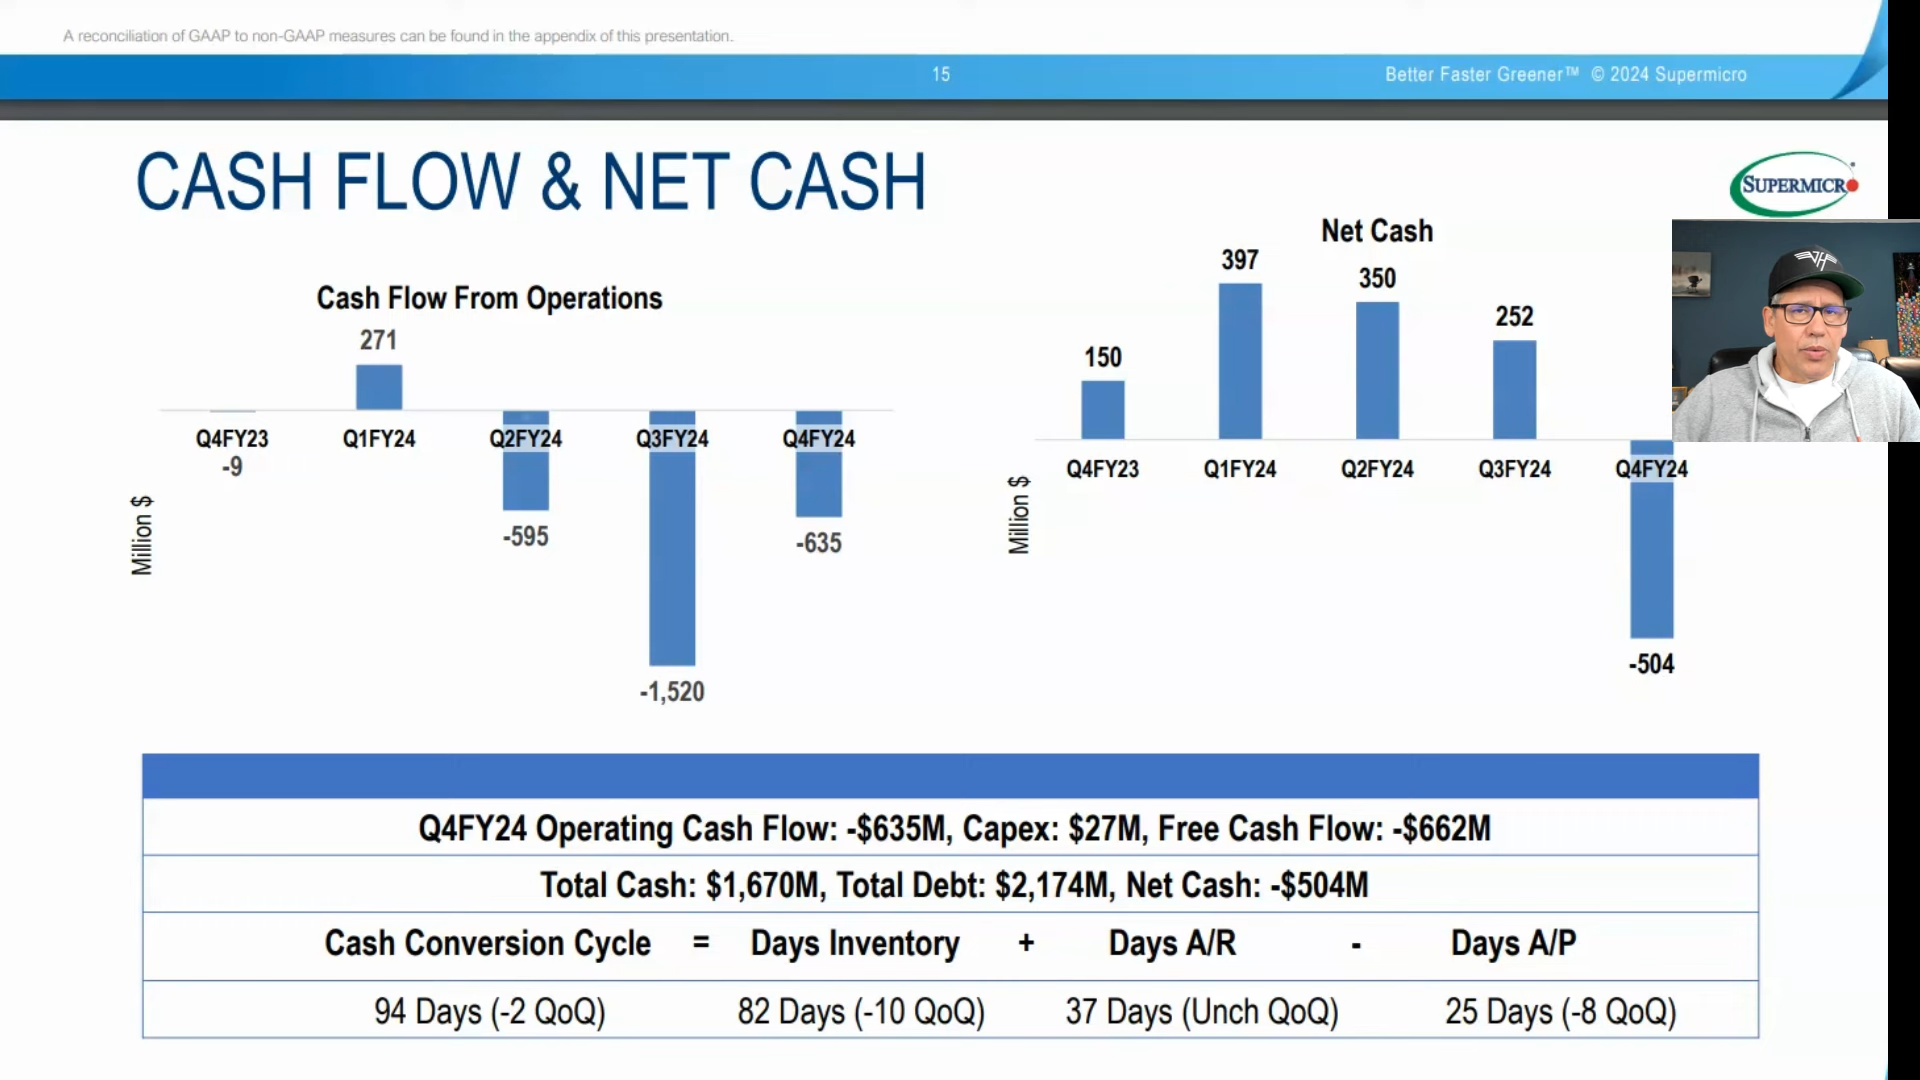 A reconciliation of GAAP to non-GAAP measures can be found in the appendix of this presentation.
15
Better Faster Greener™ © 2024 Supermicro
CASH FLOW & NET CASH
SUPERMICRO
Cash Flow From Operations
271
Q4FY23 Q1FY24 Q2FY24 Q3FY24 Q4FY24
-9
-595
-635
-1,520
Million $
Net Cash
397
350
252
150
Q4FY23 Q1FY24 Q2FY24 Q3FY24 Q4FY24
-504
Million $
Q4FY24 Operating Cash Flow: -$635M, Capex: $27M, Free Cash Flow: -$662M
Total Cash: $1,670M, Total Debt: $2,174M, Net Cash: -$504M
Cash Conversion Cycle = Days Inventory + Days A/R - Days A/P
94 Days (-2 QoQ) 82 Days (-10 QoQ) 37 Days (Unch QoQ) 25 Days (-8 QoQ)
VH